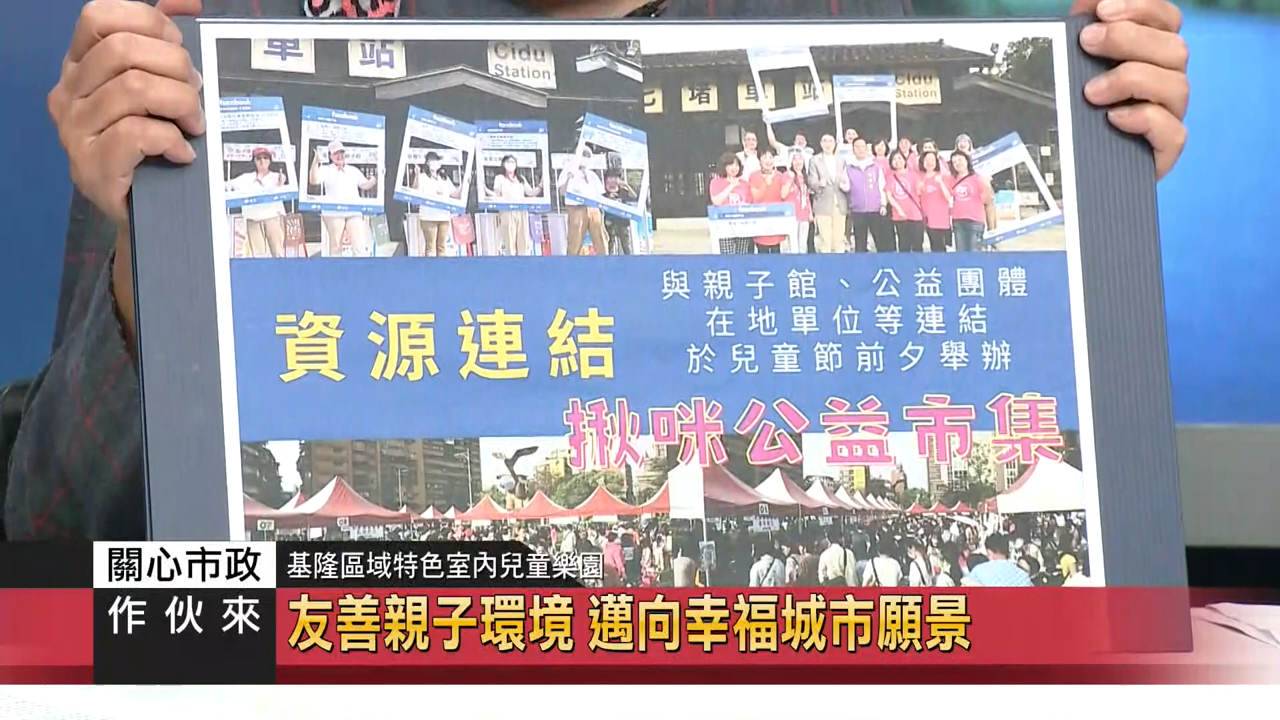 車站
Cidu
Station
七堵車站
Cidu
Station
facebook
facebook
facebook
facebook
資源連結
與親子館、公益團體
在地單位等連結
於兒童節前夕舉辦
揪咪公益市集
關心市政
作伙來
基隆區域特色室內兒童樂園
友善親子環境 邁向幸福城市願景